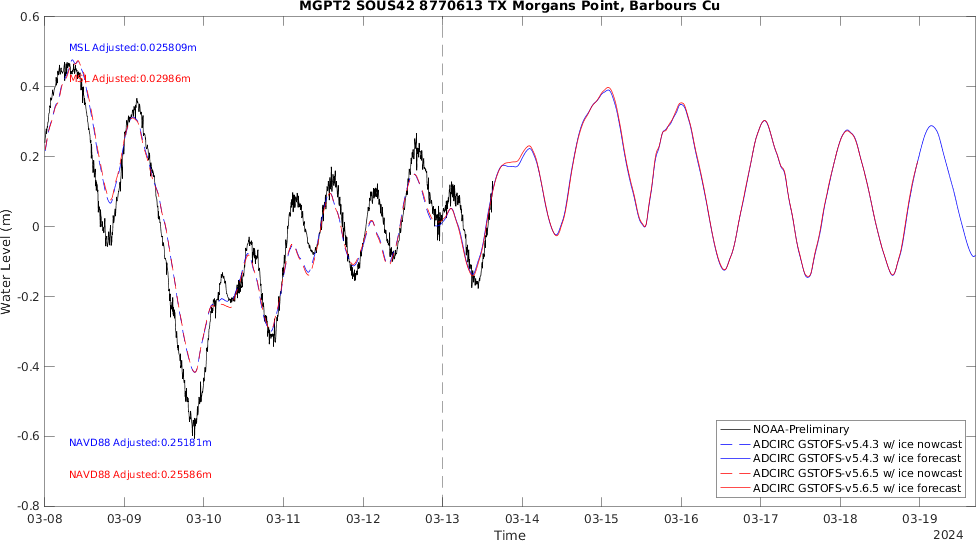 MGPT2 SOUS42 8770613 TX Morgans Point, Barbours Cu
0.6
0.4
0.2
0
-0.2
-0.4
-0.6
-0.8
Water Level (m)
MSL Adjusted:0.025809m
MSL Adjusted:0.02986m
NAVD88 Adjusted:0.25181m
NAVD88 Adjusted:0.25586m
NOAA-Preliminary
ADCIRC GSTOFS-v5.4.3 w/ ice nowcast
ADCIRC GSTOFS-v5.4.3 w/ ice forecast
ADCIRC GSTOFS-v5.6.5 w/ ice nowcast
ADCIRC GSTOFS-v5.6.5 w/ ice forecast
03-08 03-09 03-10 03-11 03-12 03-13 03-14 03-15 03-16 03-17 03-18 03-19
Time
2024